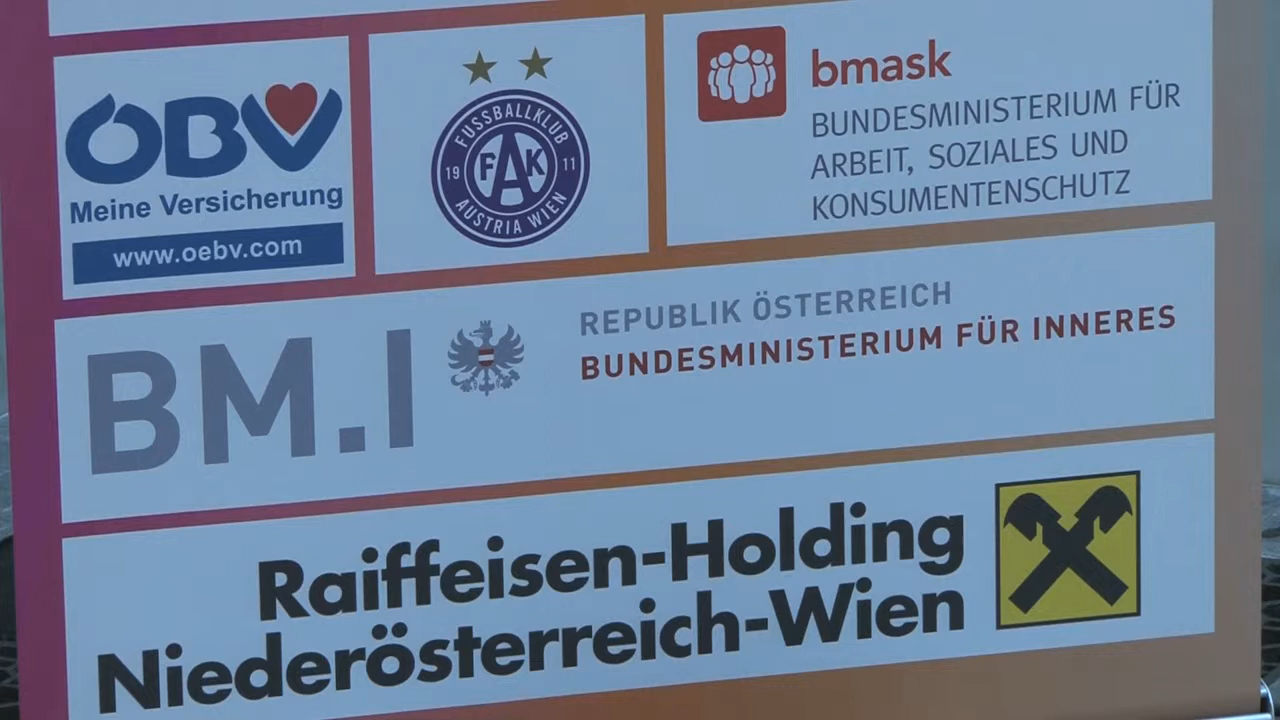 ÖBV
Meine Versicherung
www.oebv.com
FUSSBALLKLUB
19 FAK 11
AUSTRIA WIEN
bmask
BUNDESMINISTERIUM FÜR
ARBEIT, SOZIALES UND
KONSUMENTENSCHUTZ
BM.I
REPUBLIK ÖSTERREICH
BUNDESMINISTERIUM FÜR INNERES
Raiffeisen-Holding
Niederösterreich-Wien